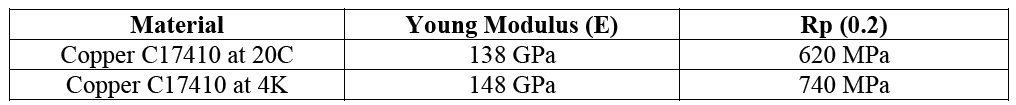 Material Young Modulus (E) Rp (0.2)
Copper C17410 at 20C 138 GPa 620 MPa
Copper C17410 at 4K 148 GPa 740 MPa